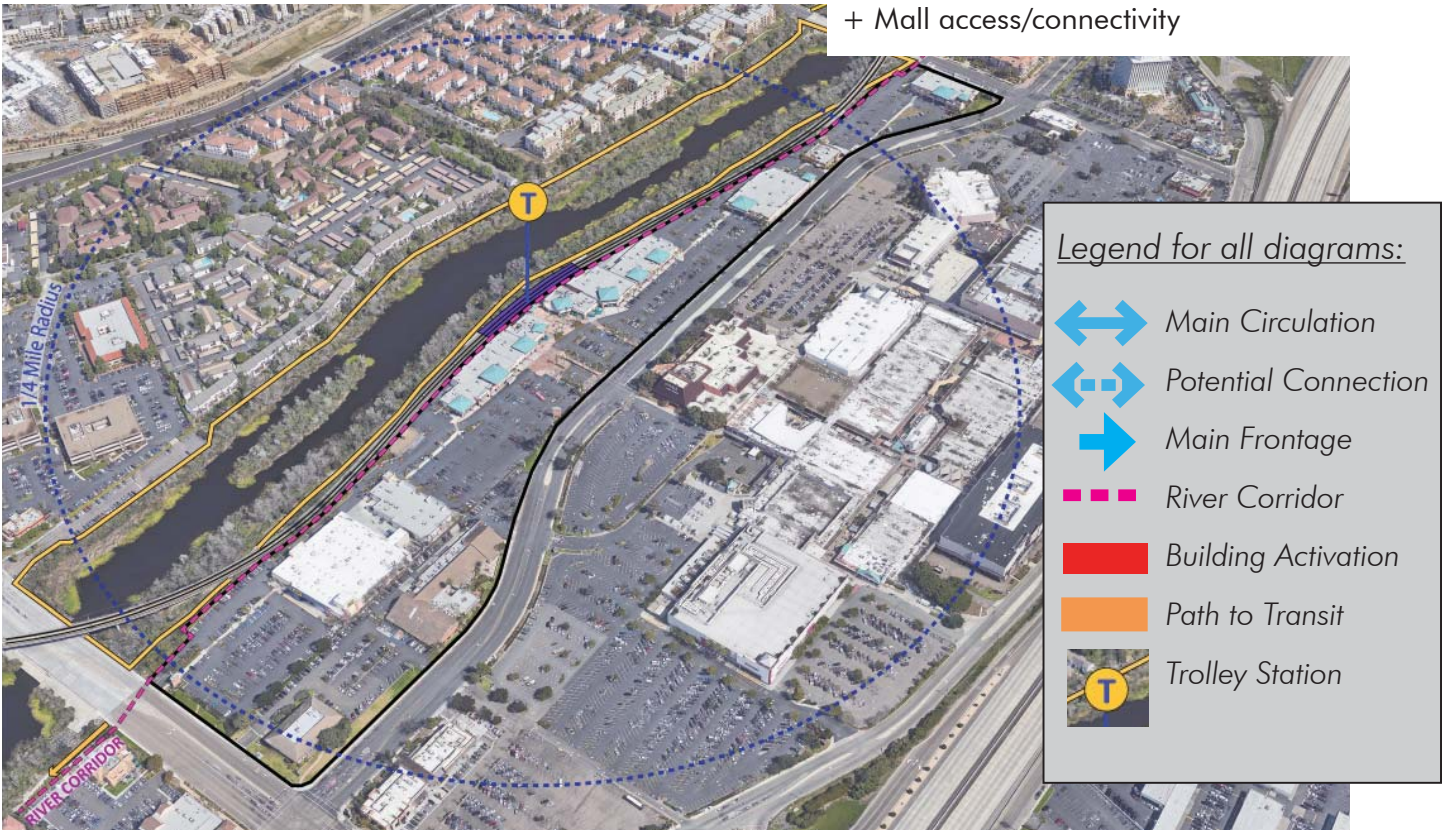 + Mall access/connectivity
T
1/4 Mile Radius
RIVER CORRIDOR
Legend for all diagrams:
Main Circulation
Potential Connection
Main Frontage
River Corridor
Building Activation
Path to Transit
T
Trolley Station